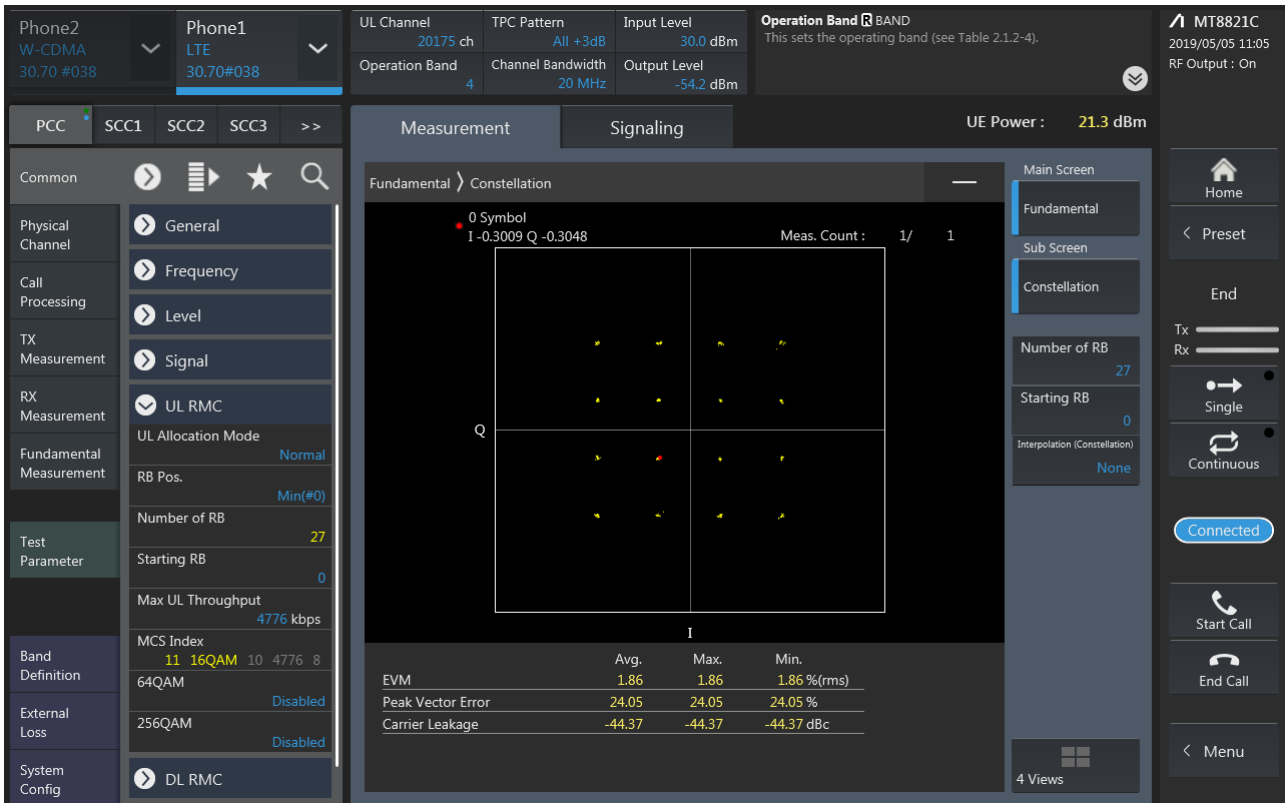 Phone2
W-CDMA
30.70 #038
Phone1
LTE
30.70#038
UL Channel
20175 ch
TPC Pattern
All +3dB
Input Level
30.0 dBm
Operation Band
4
Channel Bandwidth
20 MHz
Output Level
-54.2 dBm
Operation Band R BAND
This sets the operating band (see Table 2.1.2-4).
MT8821C
2019/05/05 11:05
RF Output : On
PCC SCC1 SCC2 SCC3 >>
Measurement
Signaling
UE Power : 21.3 dBm
Common
Physical
Channel
Call
Processing
TX
Measurement
RX
Measurement
Fundamental
Measurement
Test
Parameter
Band
Definition
External
Loss
System
Config
General
Frequency
Level
Signal
UL RMC
UL Allocation Mode
Normal
RB Pos.
Min(#0)
Number of RB
27
Starting RB
0
Max UL Throughput
4776 kbps
MCS Index
11 16QAM 10 4776 8
64QAM
Disabled
256QAM
Disabled
DL RMC
Fundamental > Constellation
0 Symbol
I -0.3009 Q -0.3048
Meas. Count : 1/ 1
Q
I
Avg. Max. Min.
EVM 1.86 1.86 1.86 %(rms)
Peak Vector Error 24.05 24.05 24.05 %
Carrier Leakage -44.37 -44.37 -44.37 dBc
Main Screen
Fundamental
Sub Screen
Constellation
Number of RB
27
Starting RB
0
Interpolation (Constellation)
None
4 Views
Home
< Preset
End
Tx
Rx
Single
Continuous
Connected
Start Call
End Call
< Menu